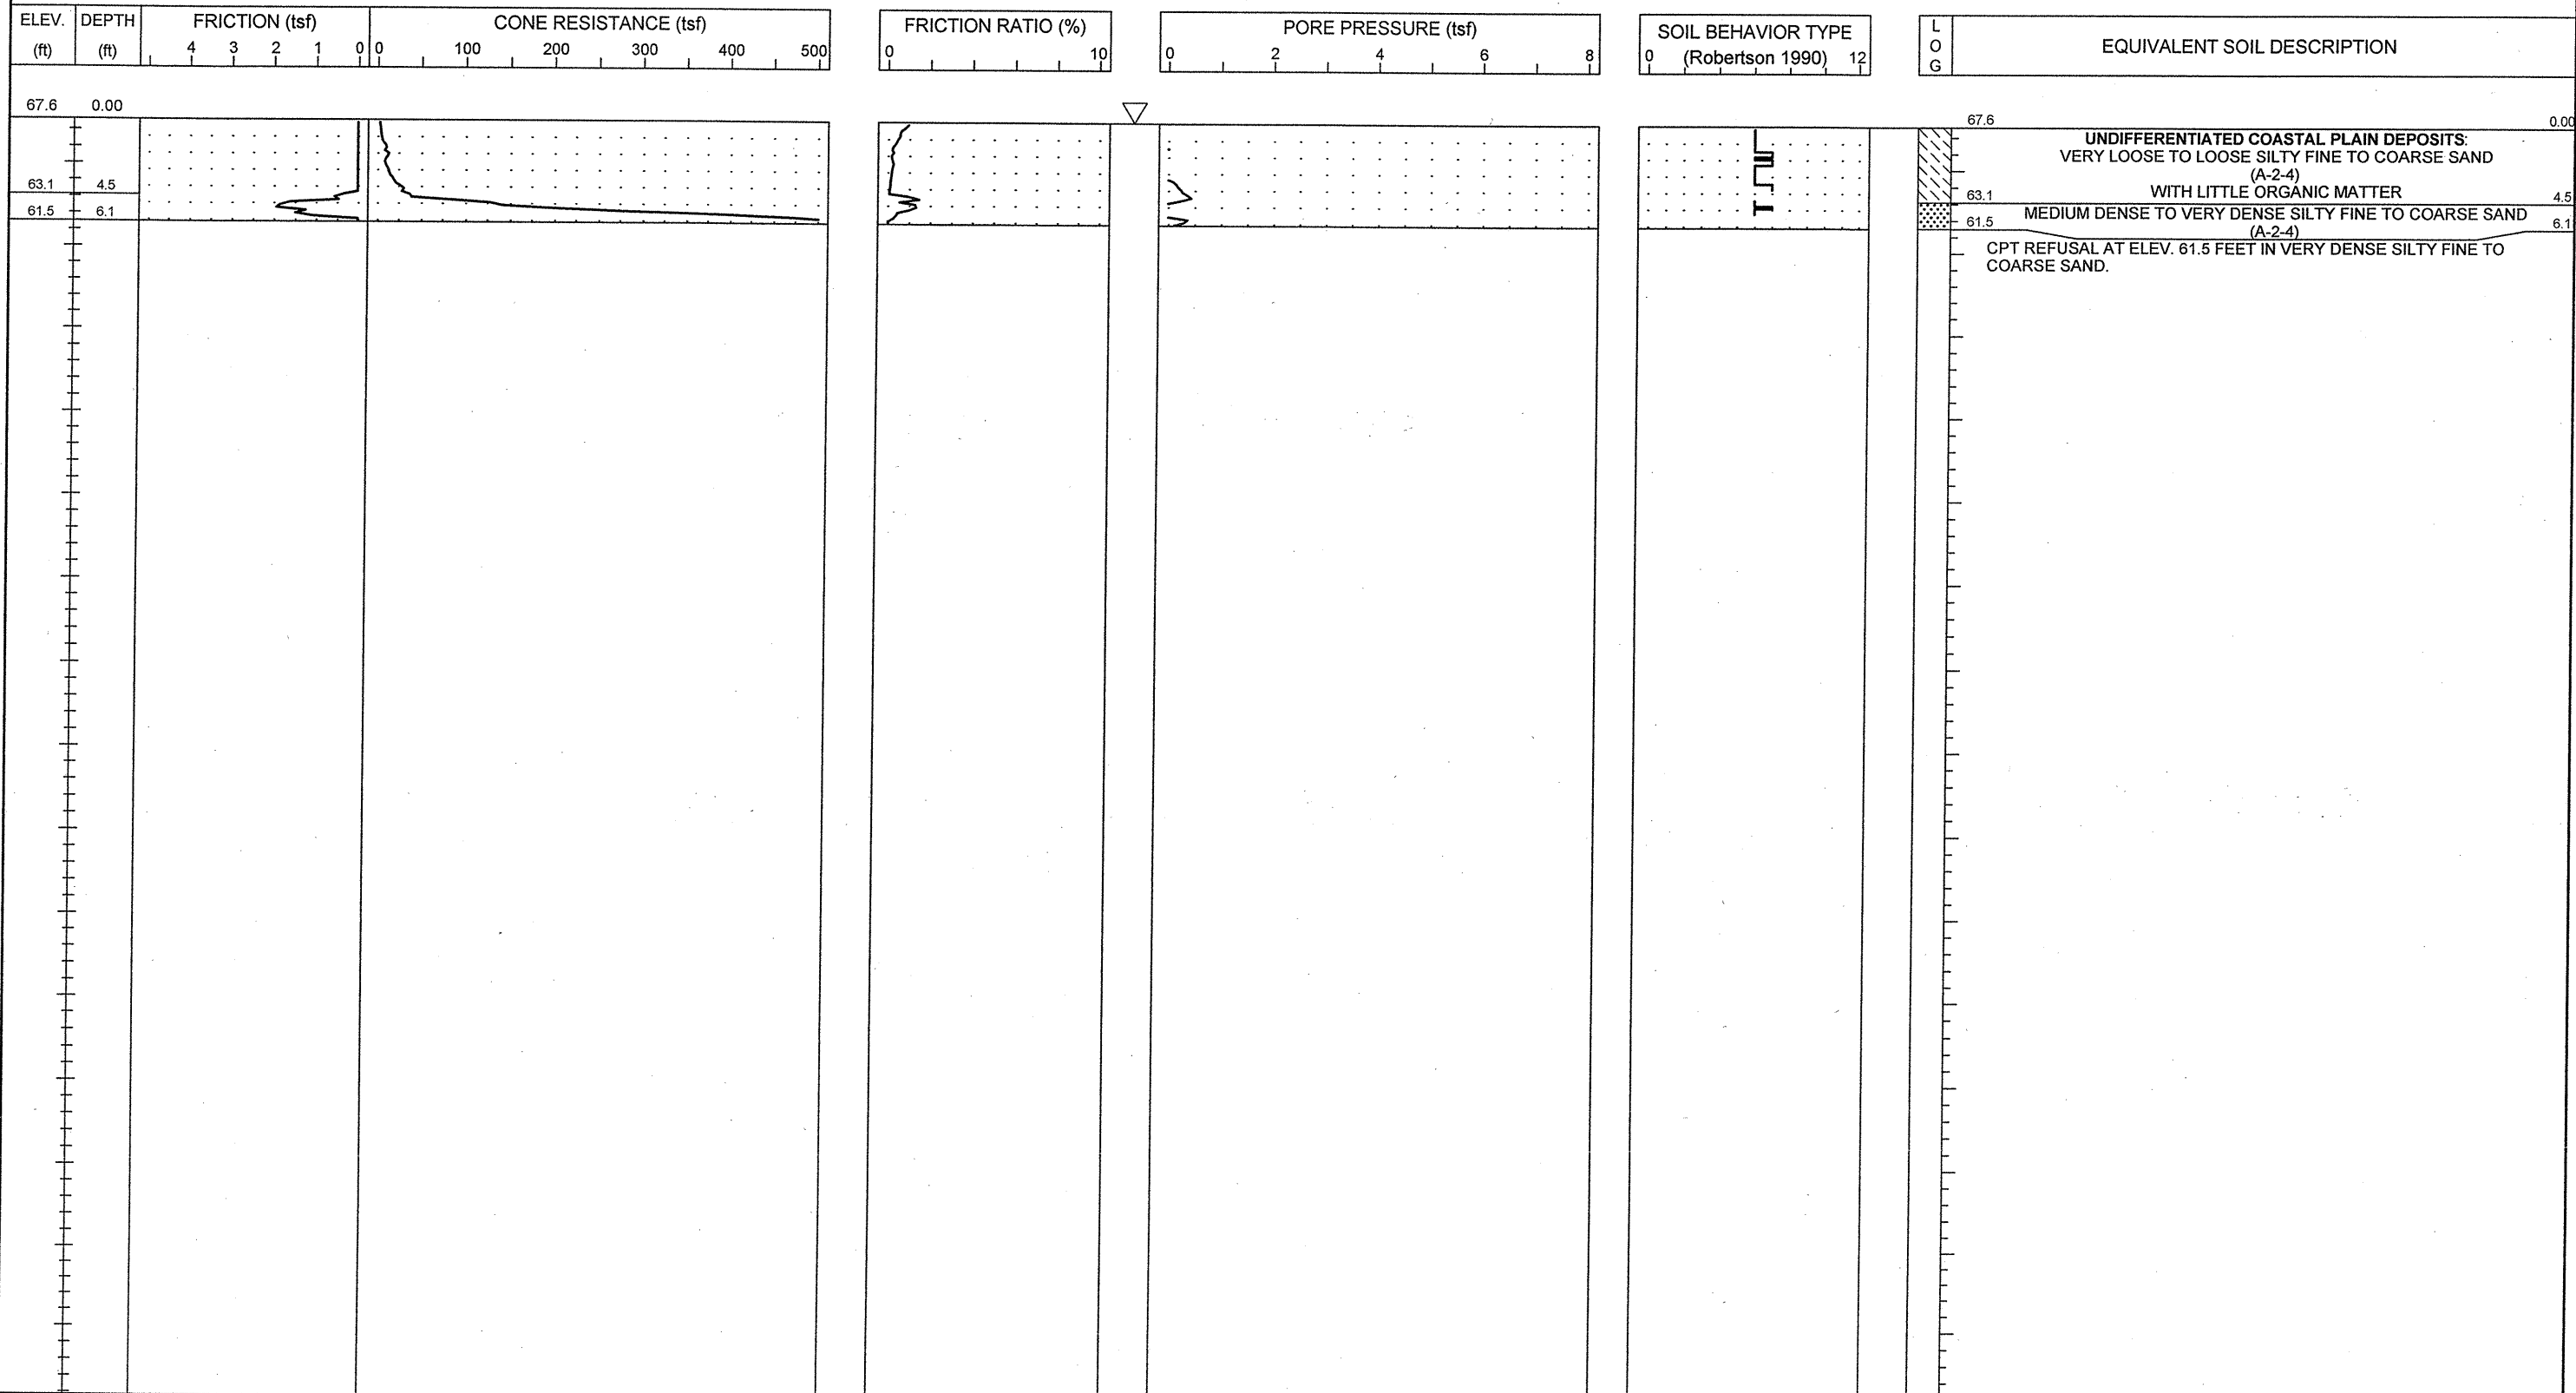 ELEV.
(ft)
DEPTH
(ft)
FRICTION (tsf)
4 3 2 1 0
CONE RESISTANCE (tsf)
0 100 200 300 400 500
FRICTION RATIO (%)
0 10
PORE PRESSURE (tsf)
0 2 4 6 8
SOIL BEHAVIOR TYPE
0 (Robertson 1990) 12
L
O
G
EQUIVALENT SOIL DESCRIPTION
67.6 0.00
63.1 4.5
61.5 6.1
67.6 0.00
UNDIFFERENTIATED COASTAL PLAIN DEPOSITS:
VERY LOOSE TO LOOSE SILTY FINE TO COARSE SAND
(A-2-4)
WITH LITTLE ORGANIC MATTER
63.1 4.5
MEDIUM DENSE TO VERY DENSE SILTY FINE TO COARSE SAND
61.5 6.1
(A-2-4)
CPT REFUSAL AT ELEV. 61.5 FEET IN VERY DENSE SILTY FINE TO
COARSE SAND.